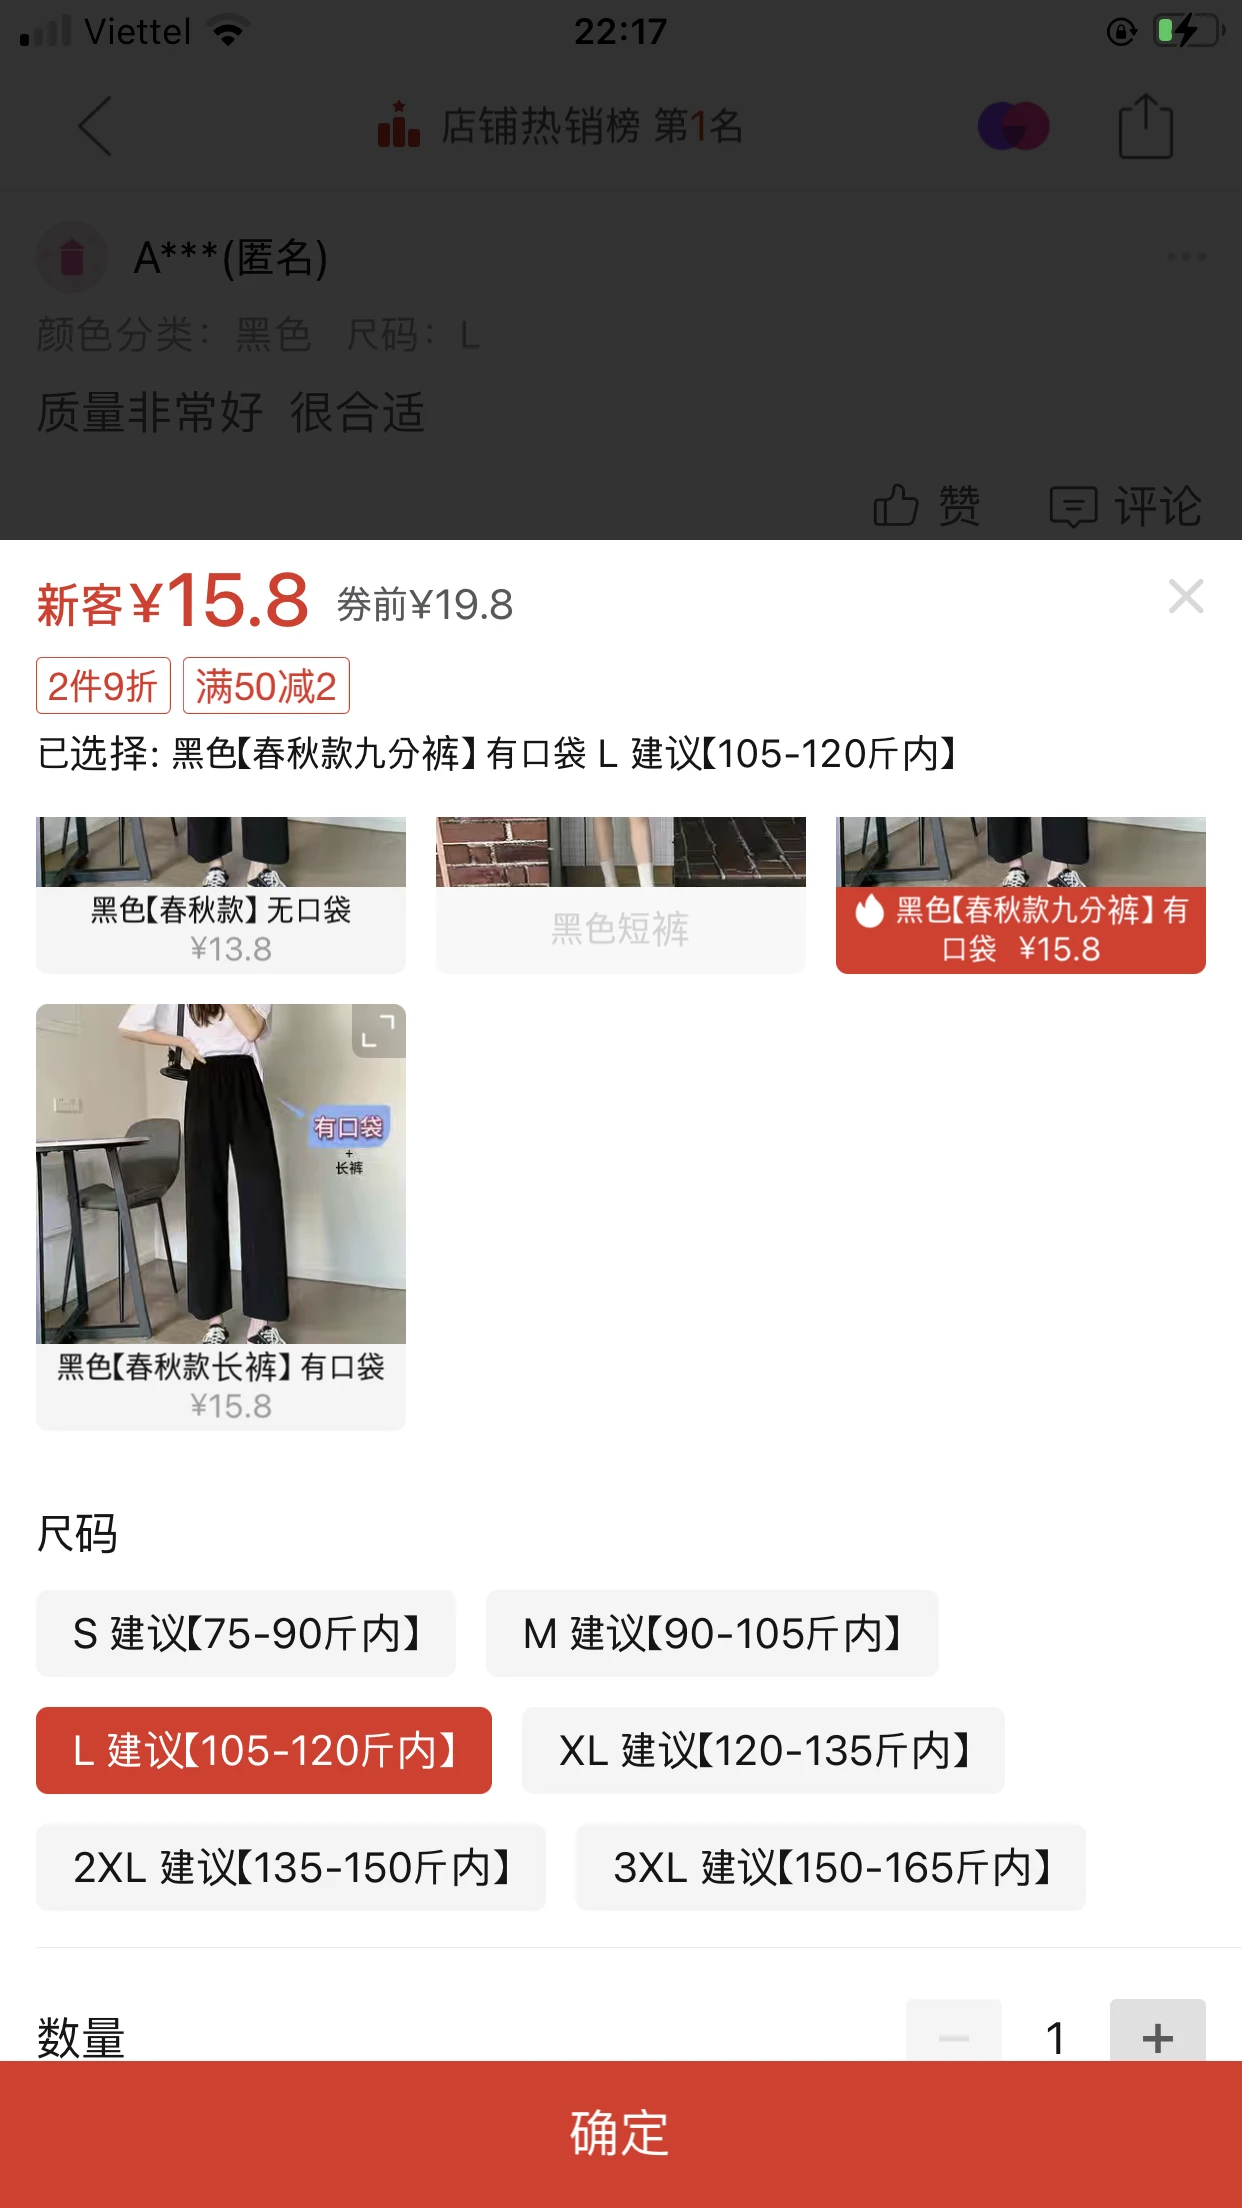 Viettel 22:17
店铺热销榜 第1名
A***(匿名)
颜色分类：黑色 尺码：L
质量非常好 很合适
赞 评论
新客¥15.8 券前¥19.8
2件9折 满50减2
已选择: 黑色【春秋款九分裤】有口袋 L 建议【105-120斤内】
黑色【春秋款】无口袋
¥13.8
黑色短裤
黑色【春秋款九分裤】有
口袋 ¥15.8
有口袋
+
长裤
黑色【春秋款长裤】有口袋
¥15.8
尺码
S 建议【75-90斤内】 M 建议【90-105斤内】
L 建议【105-120斤内】 XL 建议【120-135斤内】
2XL 建议【135-150斤内】 3XL 建议【150-165斤内】
数量 1
确定